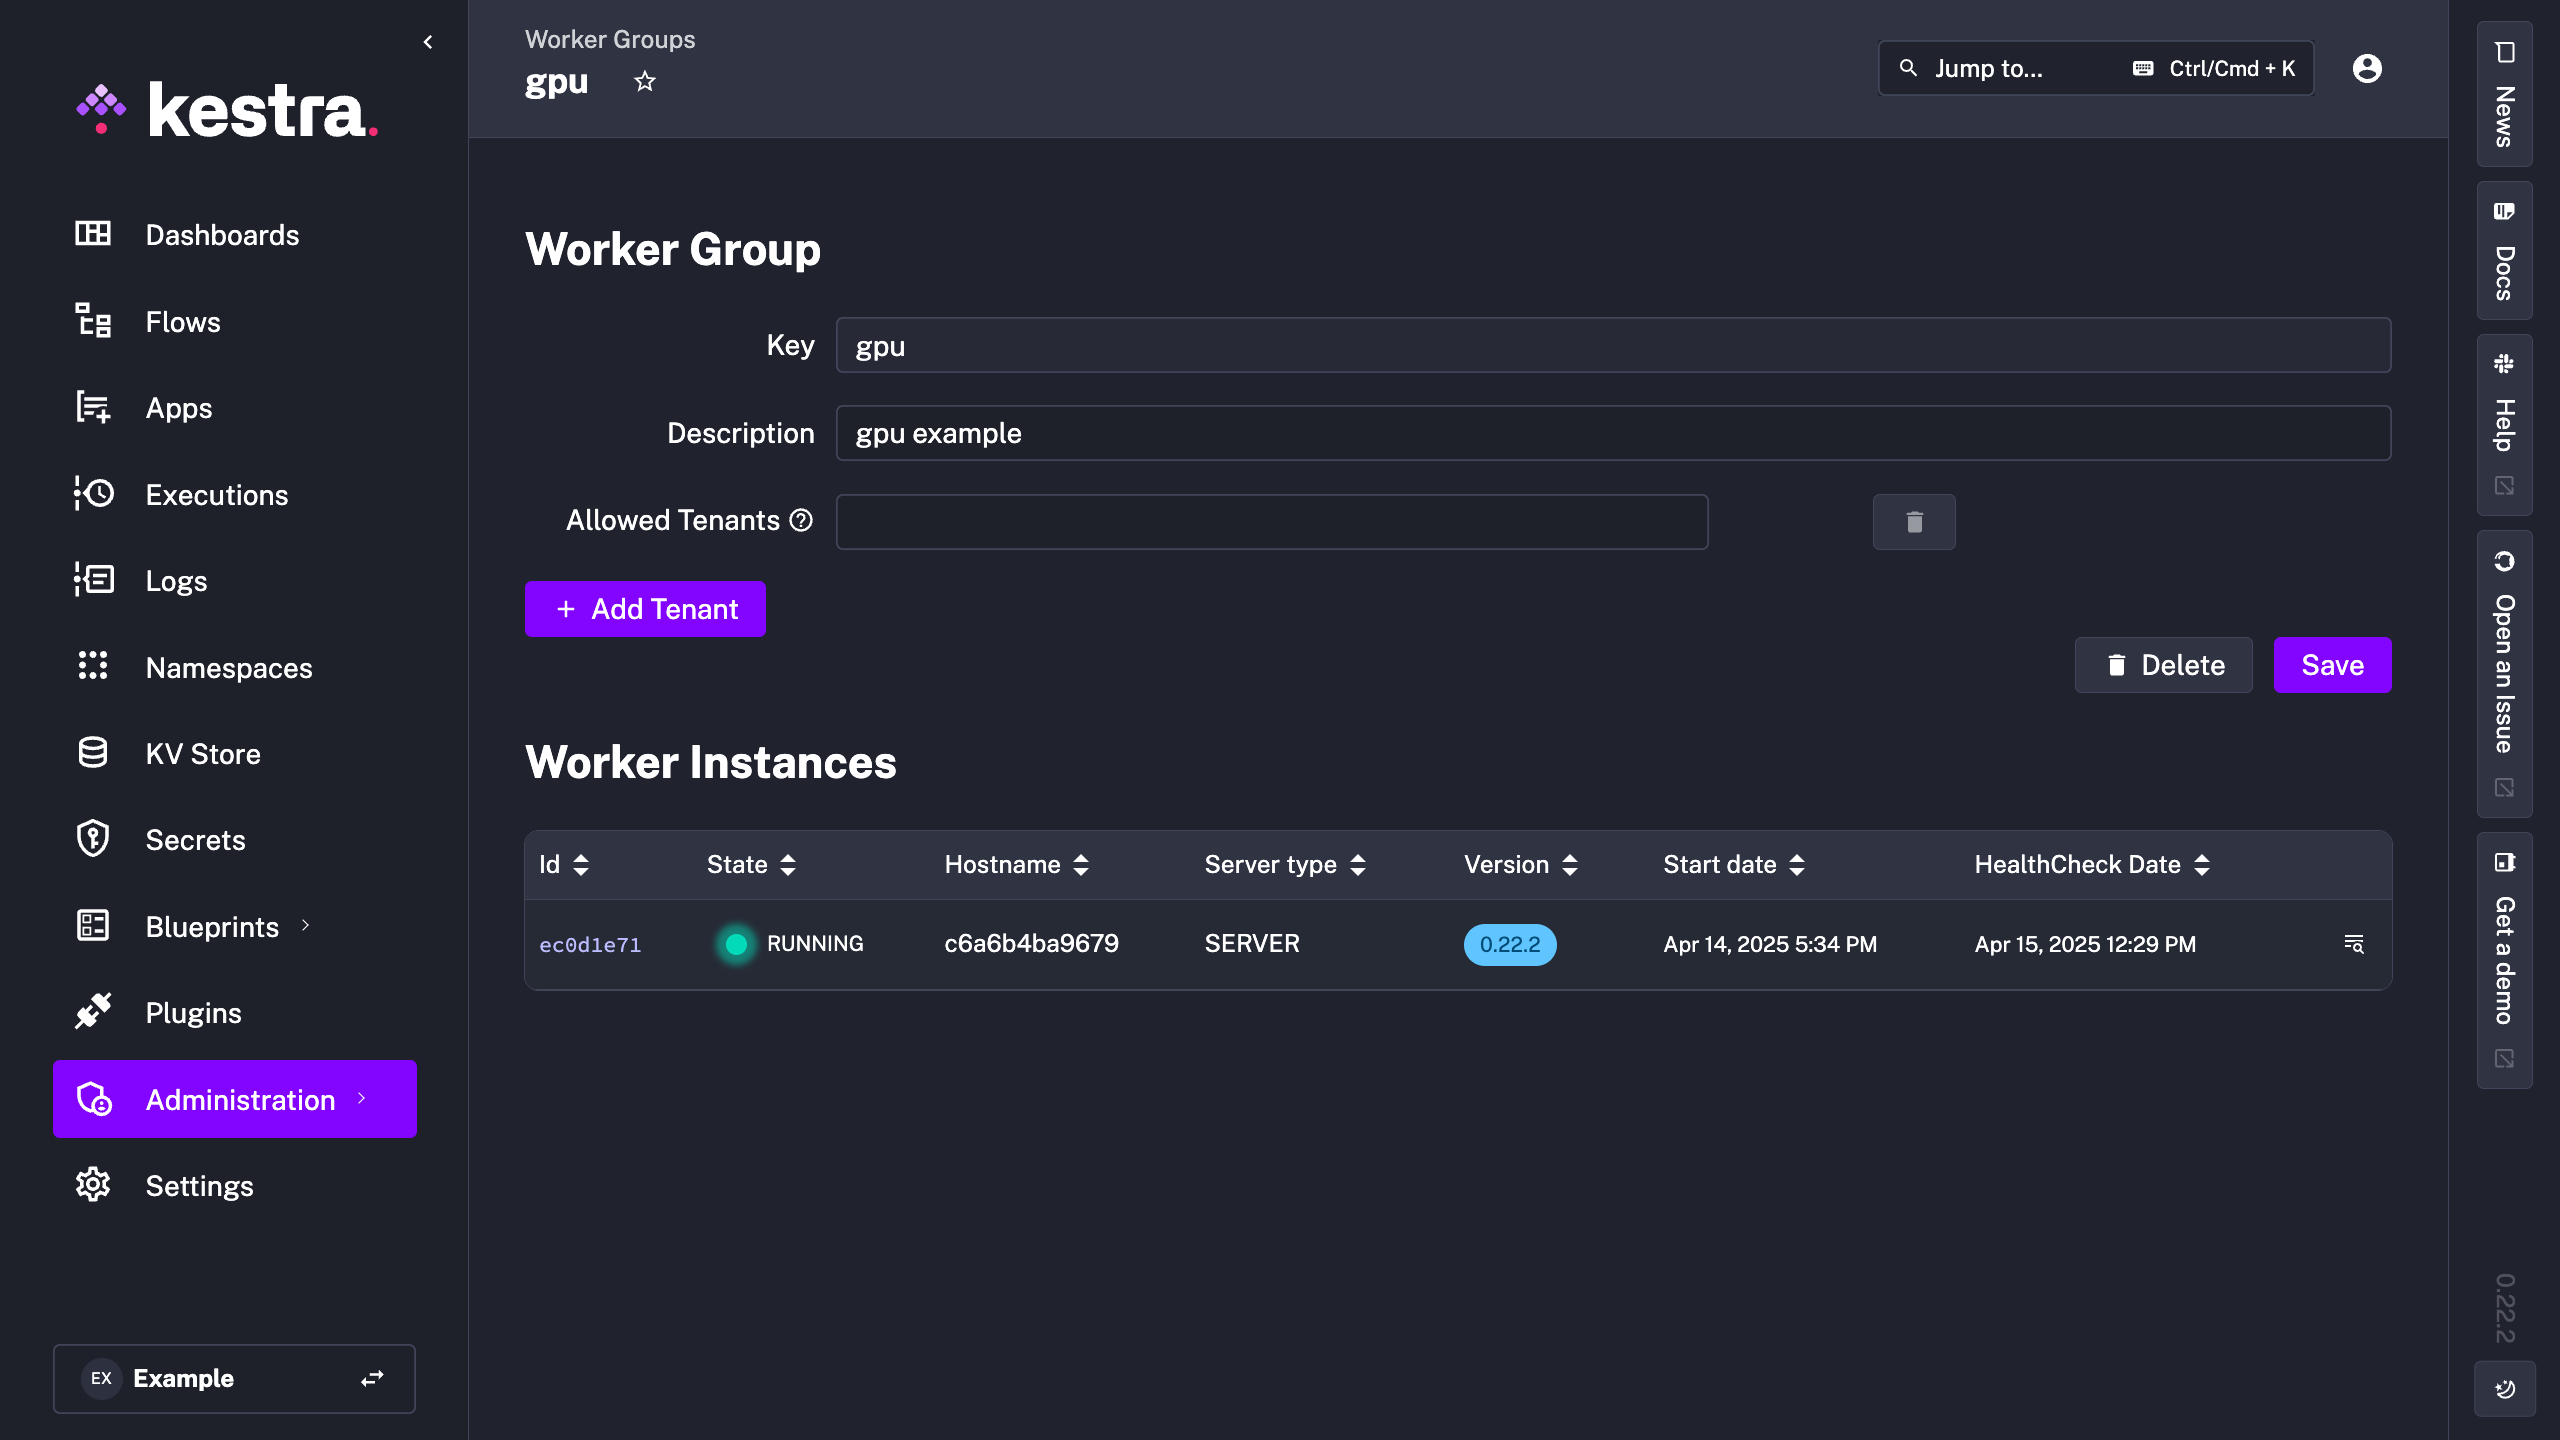 kestra.
Dashboards
Flows
Apps
Executions
Logs
Namespaces
KV Store
Secrets
Blueprints
Plugins
Administration
Settings
EX Example
Worker Groups
gpu
Jump to... Ctrl/Cmd + K
Worker Group
Key gpu
Description gpu example
Allowed Tenants
+ Add Tenant
Delete Save
Worker Instances
Id State Hostname Server type Version Start date HealthCheck Date
ec0d1e71 RUNNING c6a6b4ba9679 SERVER 0.22.2 Apr 14, 2025 5:34 PM Apr 15, 2025 12:29 PM
News
Docs
Help
Open an Issue
Get a demo
0.22.2